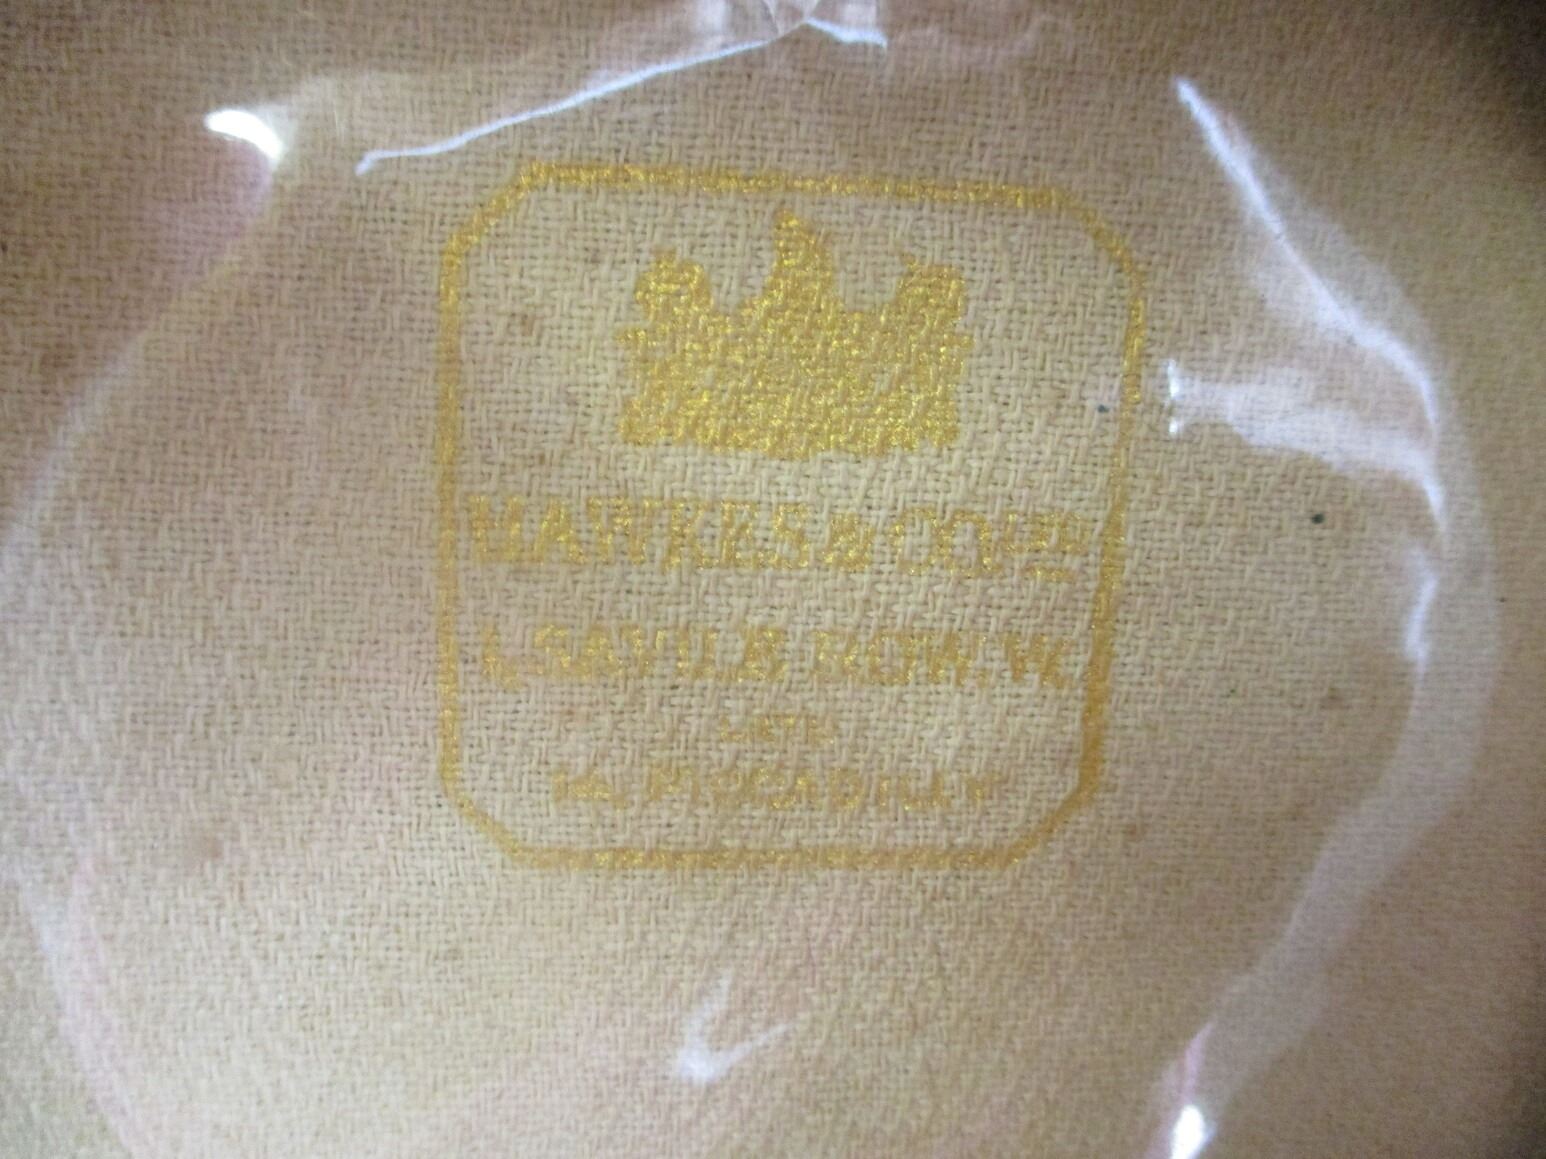 HAWKES & CO LTD
1, SAVILE ROW, W.
LATE
14, PICCADILLY